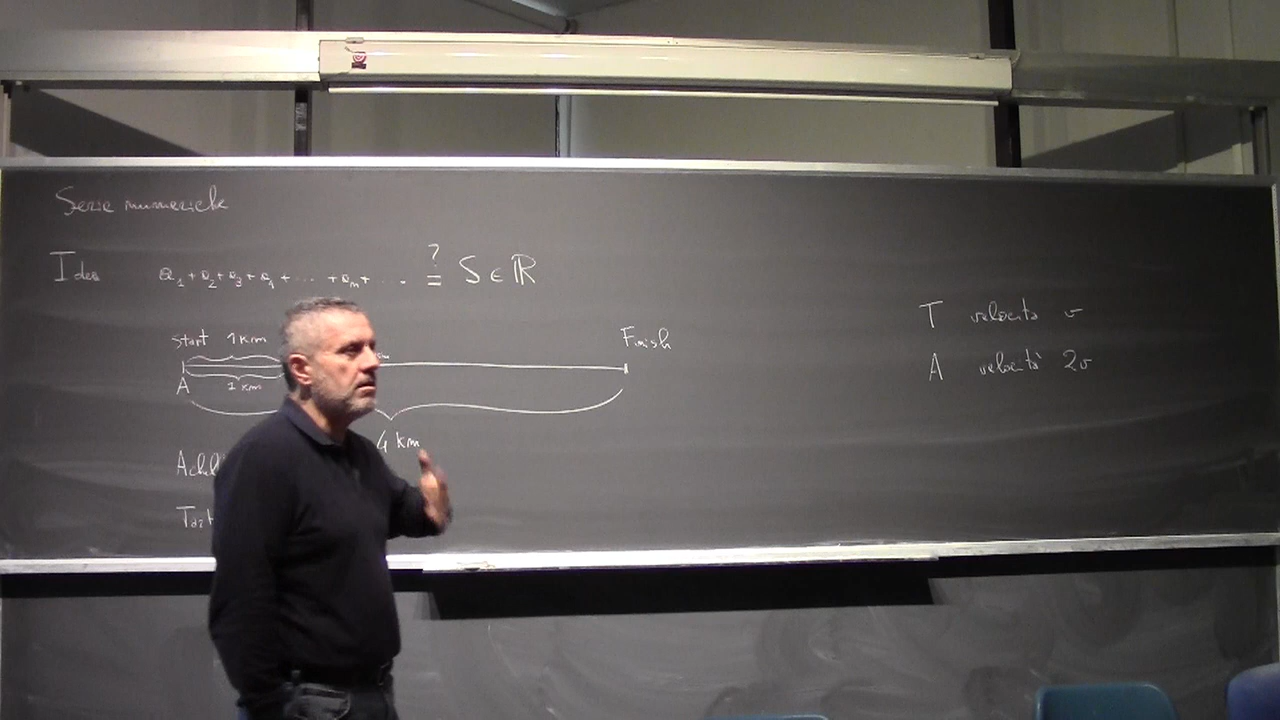 Serie numeriche
Idea a₁ + a₂ + a₃ + a₄ + ... + aₙ + ... ≟ S ∈ ℝ
Start 1 Km
Finish
A 1 Km
4 Km
T velocità v
A velocità 2v